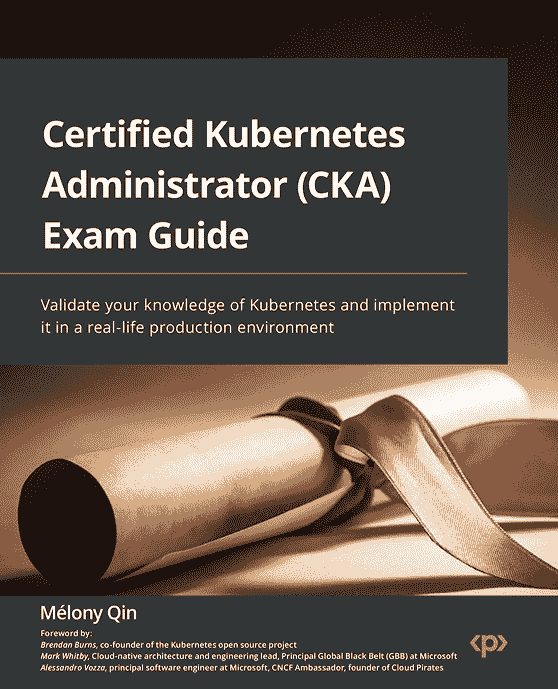 Certified Kubernetes
Administrator (CKA)
Exam Guide
Validate your knowledge of Kubernetes and implement
it in a real-life production environment
Mélony Qin
Foreword by:
Brendan Burns, co-founder of the Kubernetes open source project
Mark Whitby, Cloud-native architecture and engineering lead, Principal Global Black Belt (GBB) at Microsoft
Alessandro Vozza, principal software engineer at Microsoft, CNCF Ambassador, founder of Cloud Pirates
<p>